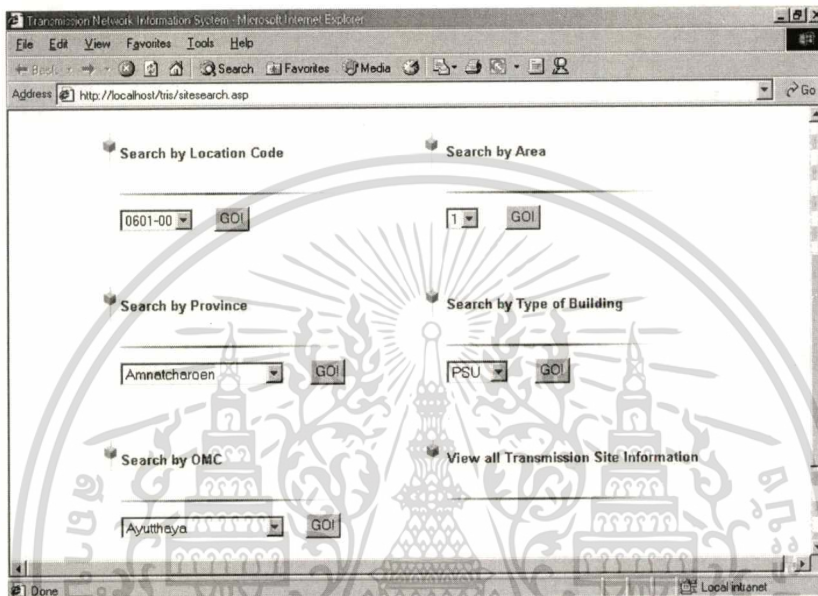 Transmission Network Information System - Microsoft Internet Explorer
File Edit View Favorites Tools Help
Back Search Favorites Media
Address http://localhost/tris/sitesearch.asp Go
Search by Location Code Search by Area
0601-00 GO! 1 GO!
Search by Province Search by Type of Building
Amnatcharoen GO! PSU GO!
Search by OMC View all Transmission Site Information
Ayutthaya GO!
Done Local intranet